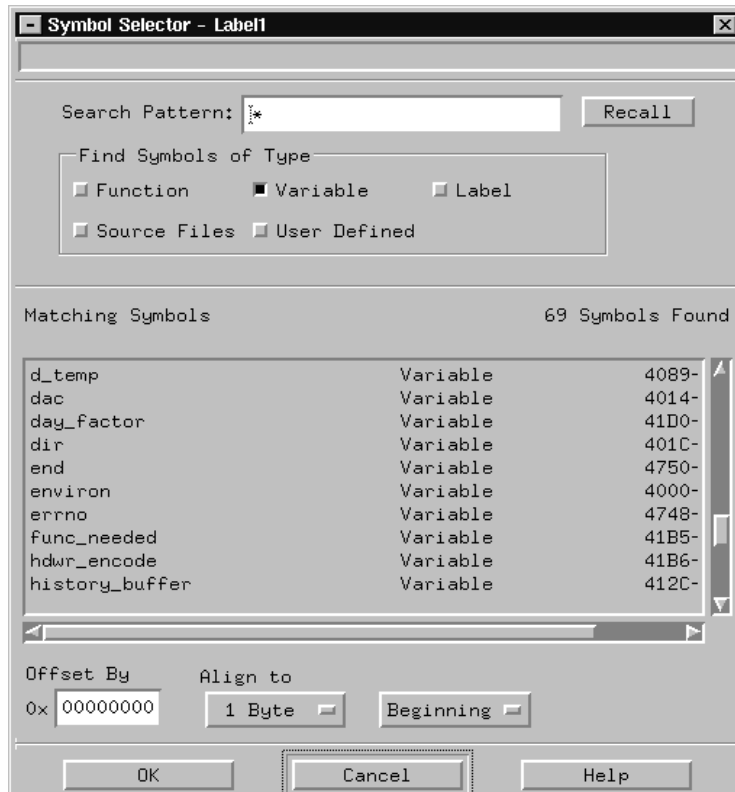 Symbol Selector - Label1
Search Pattern: * Recall
Find Symbols of Type
Function Variable Label
Source Files User Defined
Matching Symbols 69 Symbols Found
d_temp Variable 4089-
dac Variable 4014-
day_factor Variable 41D0-
dir Variable 401C-
end Variable 4750-
environ Variable 4000-
errno Variable 4748-
func_needed Variable 41B5-
hdwr_encode Variable 41B6-
history_buffer Variable 412C-
Offset By Align to
0x 00000000 1 Byte Beginning
OK Cancel Help